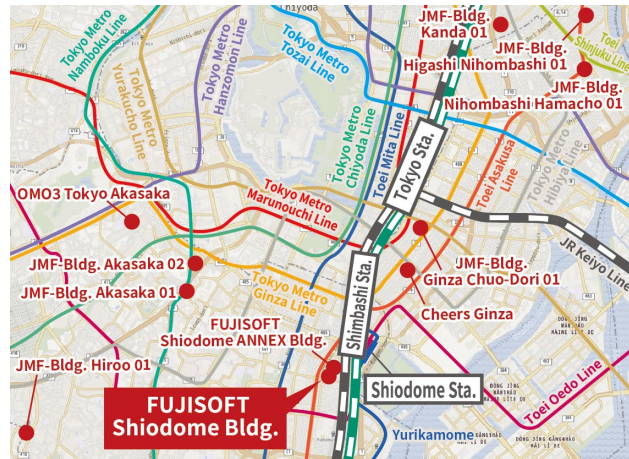 Chiyoda
Tokyo Metro
Namboku Line
Tokyo Metro
Yurakucho Line
Tokyo Metro
Hanzomon Line
Tokyo Metro
Tozai Line
Tokyo Metro
Chiyoda Line
Toei Mita Line
JMF-Bldg.
Kanda 01
JMF-Bldg.
Higashi Nihombashi 01
Toei
Shinjuku Line
JMF-Bldg.
Nihombashi Hamacho 01
Tokyo Sta.
Toei Asakusa
Line
Tokyo Metro
Hibiya Line
OMO3 Tokyo Akasaka
Tokyo Metro
Marunouchi Line
JR Keiyo Line
JMF-Bldg. Akasaka 02
JMF-Bldg. Akasaka 01
Tokyo Metro
Ginza Line
Shimbashi Sta.
JMF-Bldg.
Ginza Chuo-Dori 01
Cheers Ginza
FUJISOFT
Shiodome ANNEX Bldg.
JMF-Bldg. Hiroo 01
FUJISOFT
Shiodome Bldg.
Shiodome Sta.
Toei Oedo Line
Yurikamome